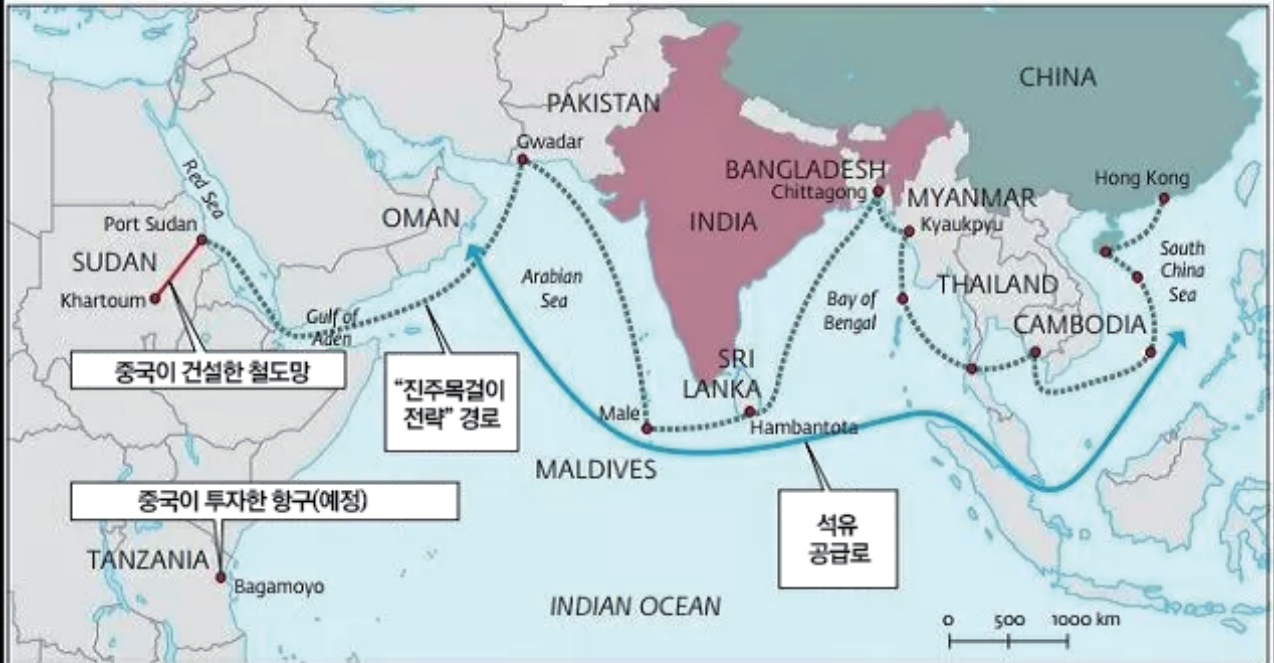 CHINA
PAKISTAN
Gwadar
BANGLADESH
Chittagong
Hong Kong
MYANMAR
Kyaukpyu
Red Sea
OMAN
INDIA
Port Sudan
SUDAN
Khartoum
Arabian
Sea
Bay of
Bengal
THAILAND
South
China
Sea
Gulf of
Aden
CAMBODIA
중국이 건설한 철도망
“진주목걸이
전략” 경로
SRI
LANKA
Male
Hambantota
MALDIVES
중국이 투자한 항구(예정)
석유
공급로
TANZANIA
Bagamoyo
INDIAN OCEAN
0 500 1000 km